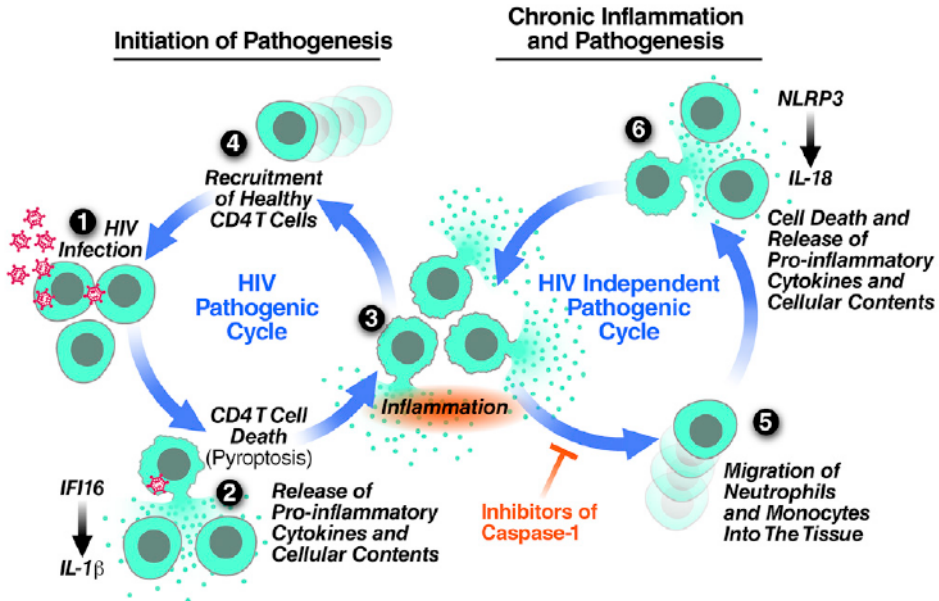 Initiation of Pathogenesis
Chronic Inflammation
and Pathogenesis
4
Recruitment
of Healthy
CD4 T Cells
1 HIV
Infection
HIV
Pathogenic
Cycle
CD4 T Cell
Death
(Pyroptosis)
2
IFI16
IL-1β
Release of
Pro-inflammatory
Cytokines and
Cellular Contents
3
Inflammation
HIV Independent
Pathogenic
Cycle
Inhibitors of
Caspase-1
5
Migration of
Neutrophils
and Monocytes
Into The Tissue
6
NLRP3
IL-18
Cell Death and
Release of
Pro-inflammatory
Cytokines and
Cellular Contents